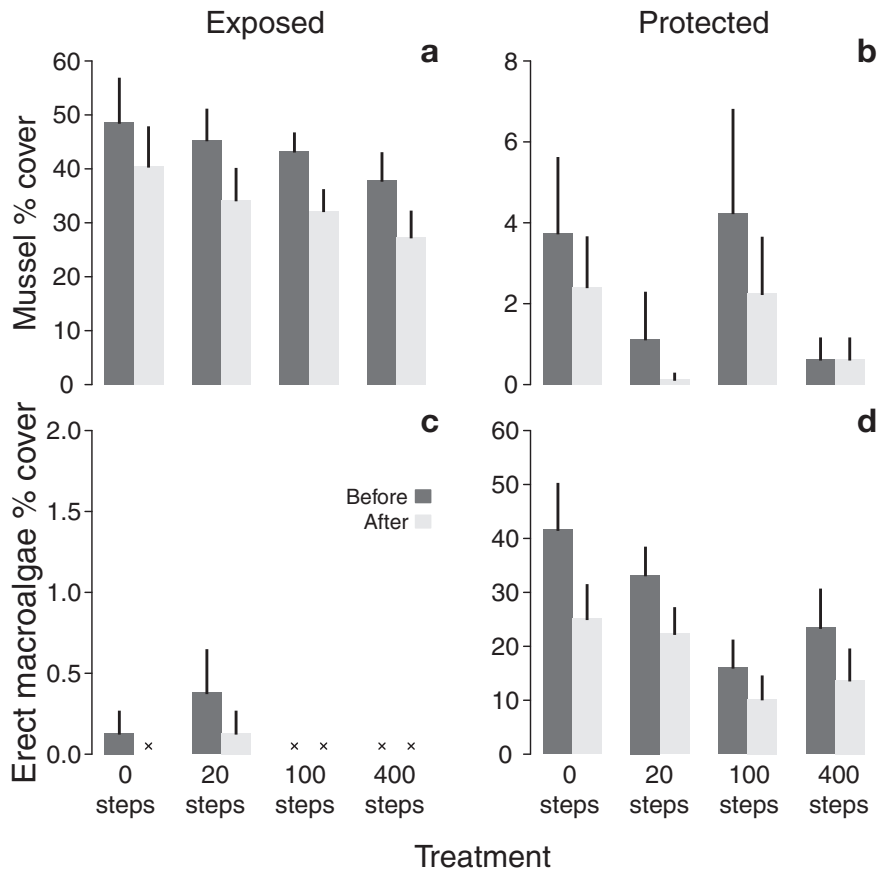 Exposed
Protected
a
b
Mussel % cover
60
50
40
30
20
10
0
8
6
4
2
0
c
d
Erect macroalgae % cover
2.0
1.5
1.0
0.5
0.0
Before
After
× × × × ×
60
50
40
30
20
10
0
0 20 100 400
steps steps steps steps
0 20 100 400
steps steps steps steps
Treatment